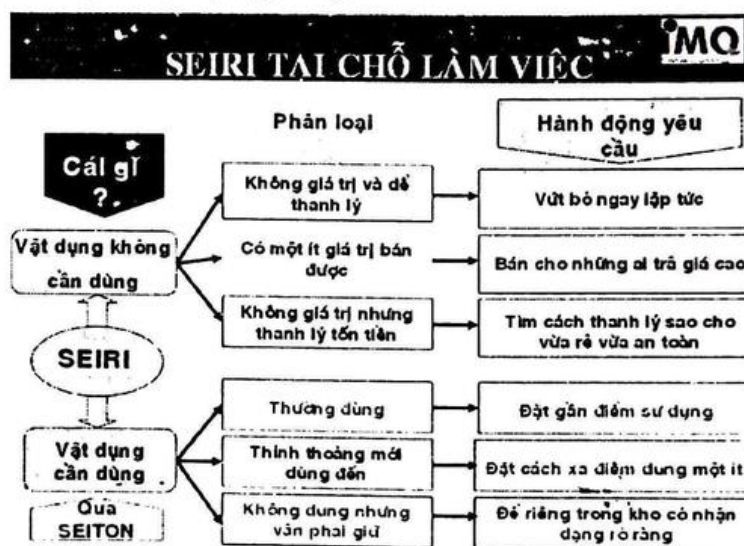 iMQ
SEIRI TẠI CHỖ LÀM VIỆC
Phân loại
Hành động yêu
cầu
Cái gì
?
Không giá trị và dễ
thanh lý
Vứt bỏ ngay lập tức
Vật dụng không
cần dùng
Có một ít giá trị bán
được
Bán cho những ai trả giá cao
Không giá trị nhưng
thanh lý tốn tiền
Tìm cách thanh lý sao cho
vừa rẻ vừa an toàn
SEIRI
Thường dùng
Đặt gần điểm sử dụng
Vật dụng
cần dùng
Thỉnh thoảng mới
dùng đến
Đặt cách xa điểm dùng một ít
Qua
SEITON
Không dùng nhưng
vẫn phải giữ
Để riêng trong kho có nhận
dạng rõ ràng